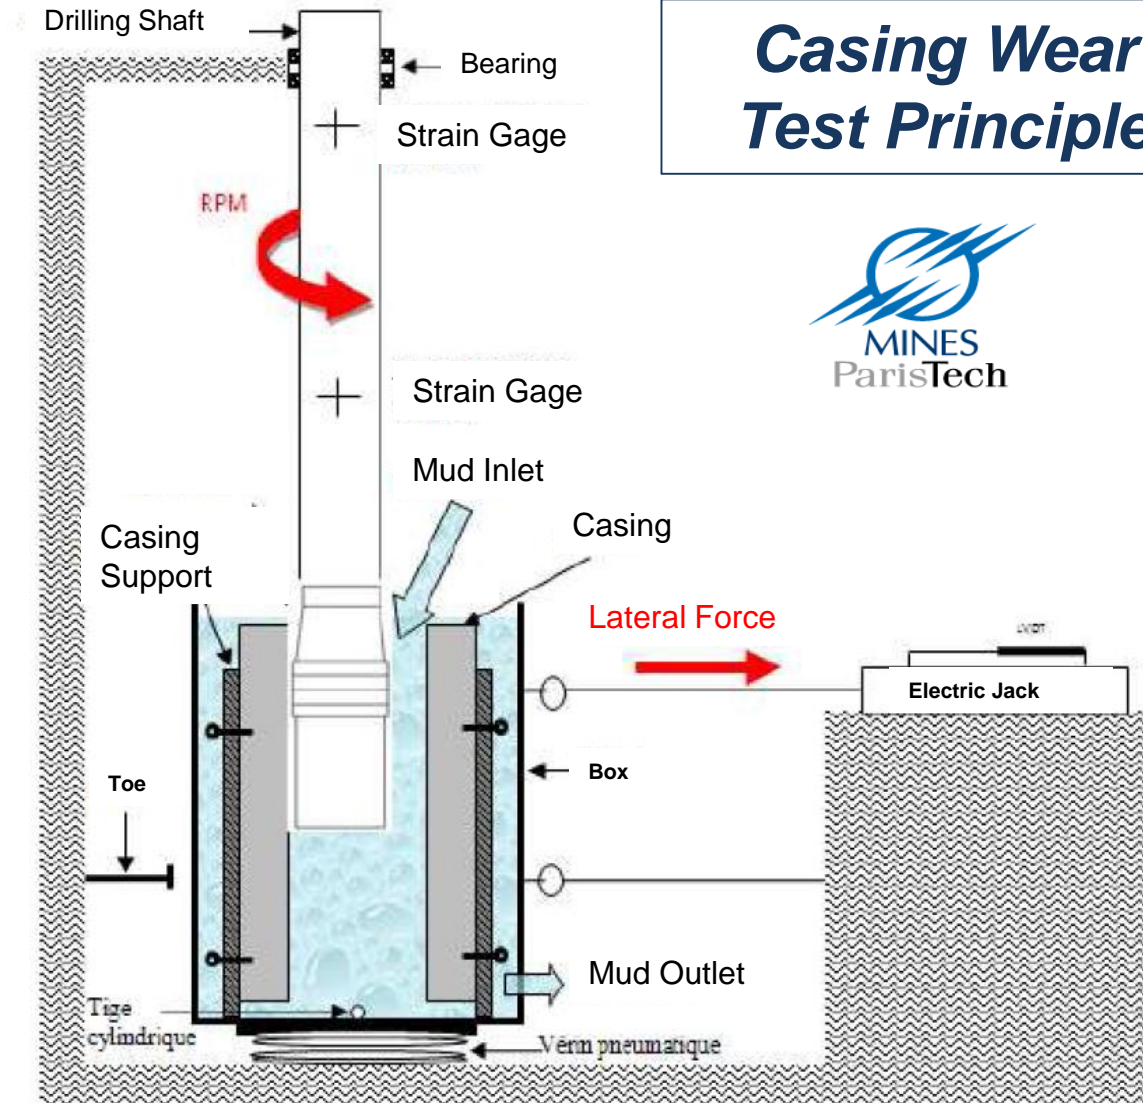 Drilling Shaft
Casing Wear
Test Principle
Bearing
Strain Gage
RPM
MINES
ParisTech
Strain Gage
Mud Inlet
Casing
Casing
Support
Lateral Force
Electric Jack
Toe
Box
Mud Outlet
Tige
cylindrique
Vérin pneumatique